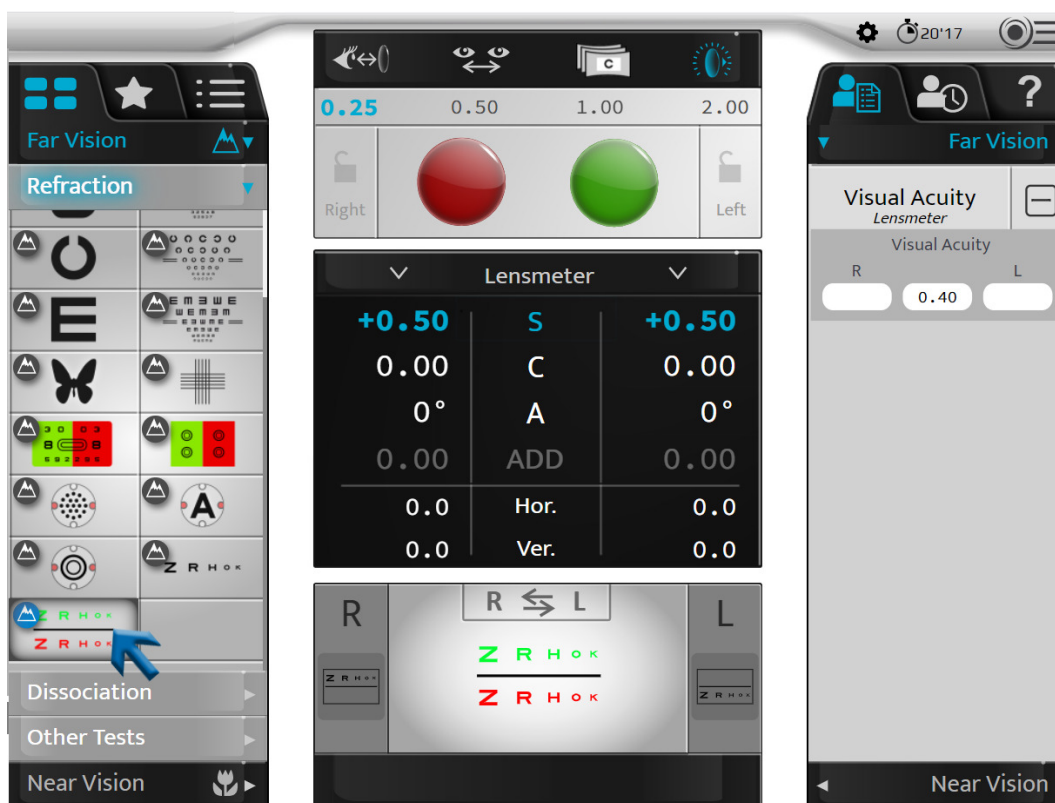 20'17
Far Vision
Refraction
8 8
Z R H O K
Z R H O K
Z R H O K
A
E
Dissociation
Other Tests
Near Vision
C
0.25 0.50 1.00 2.00
Right Left
Lensmeter
+0.50 S +0.50
0.00 C 0.00
0° A 0°
0.00 ADD 0.00
0.0 Hor. 0.0
0.0 Ver. 0.0
R R L L
Z R H O K
Z R H O K
Z R H O K
Z R H O K
?
Far Vision
Visual Acuity
Lensmeter
Visual Acuity
R L
0.40
Near Vision